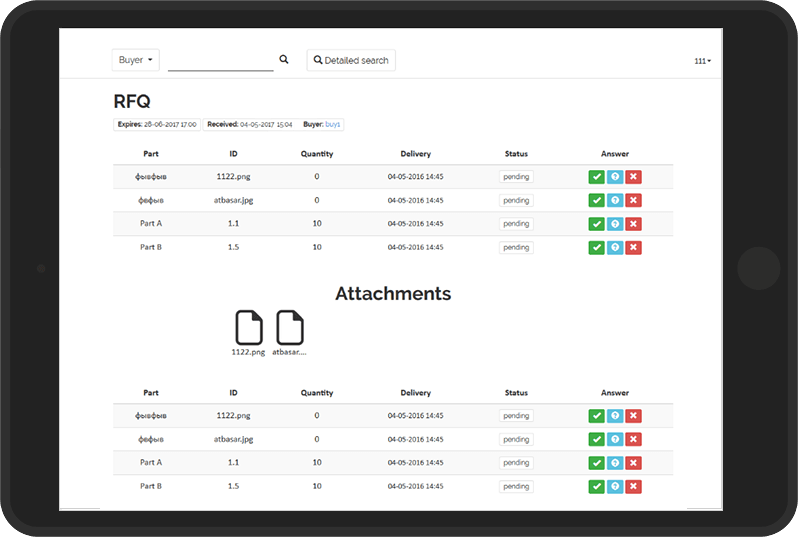 Buyer Detailed search 111
RFQ
Expires: 28-06-2017 17:00 Received: 04-05-2017 15:04 Buyer: buy1
Part ID Quantity Delivery Status Answer
фывфыв 1122.png 0 04-05-2016 14:45 pending
фвфыв atbasar.jpg 0 04-05-2016 14:45 pending
Part A 1.1 10 04-05-2016 14:45 pending
Part B 1.5 10 04-05-2016 14:45 pending
Attachments
1122.png atbasar....
Part ID Quantity Delivery Status Answer
фывфыв 1122.png 0 04-05-2016 14:45 pending
фвфыв atbasar.jpg 0 04-05-2016 14:45 pending
Part A 1.1 10 04-05-2016 14:45 pending
Part B 1.5 10 04-05-2016 14:45 pending